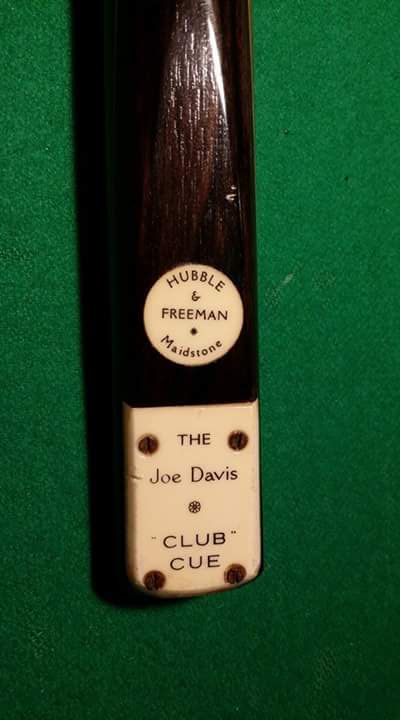 HUBBLE
&
FREEMAN
Maidstone
THE
Joe Davis
"CLUB"
CUE